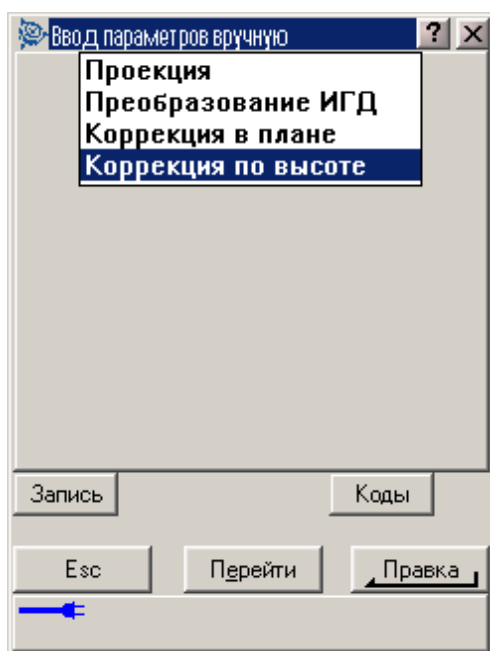 Ввод параметров вручную ? ×
Проекция
Преобразование ИГД
Коррекция в плане
Коррекция по высоте
Запись Коды
Esc Перейти Правка